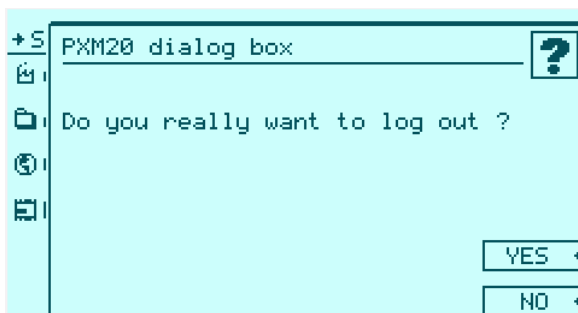 → S
PXM20 dialog box
?
Do you really want to log out ?
YES
NO